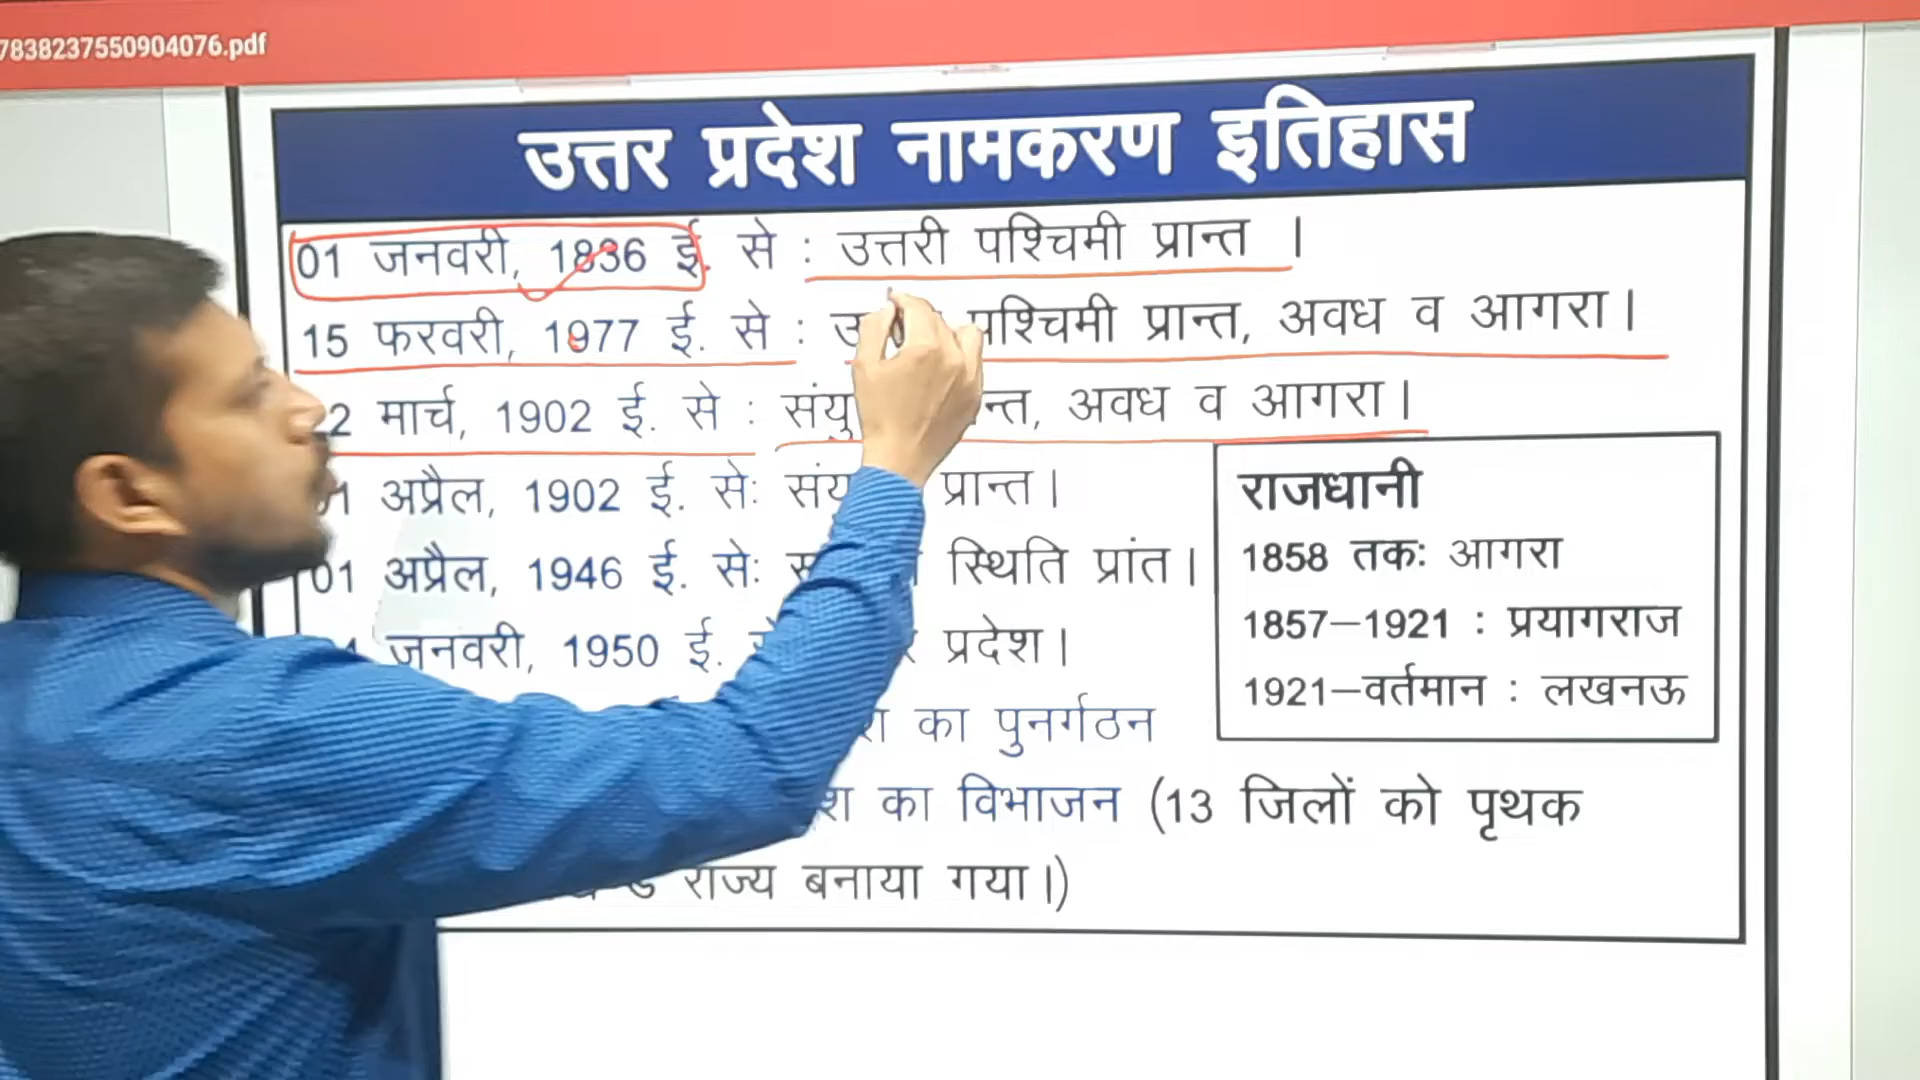 7838237550904076.pdf
उत्तर प्रदेश नामकरण इतिहास
01 जनवरी, 1836 ई. से : उत्तरी पश्चिमी प्रान्त ।
15 फरवरी, 1977 ई. से : पश्चिमी प्रान्त, अवध व आगरा।
2 मार्च, 1902 ई. से : अवध व आगरा।
अप्रैल, 1902 ई. सेः प्रान्त।
01 अप्रैल, 1946 ई. सेः स्थिति प्रांत।
जनवरी, 1950 ई. प्रदेश।
का पुनर्गठन
का विभाजन (13 जिलों को पृथक
राज्य बनाया गया।)
राजधानी
1858 तकः आगरा
1857–1921 : प्रयागराज
1921–वर्तमान : लखनऊ